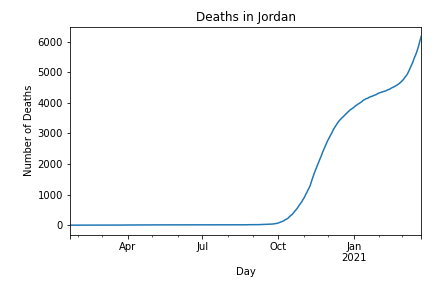 Deaths in Jordan
Number of Deaths
6000
5000
4000
3000
2000
1000
0
Apr
Jul
Oct
Jan
2021
Day